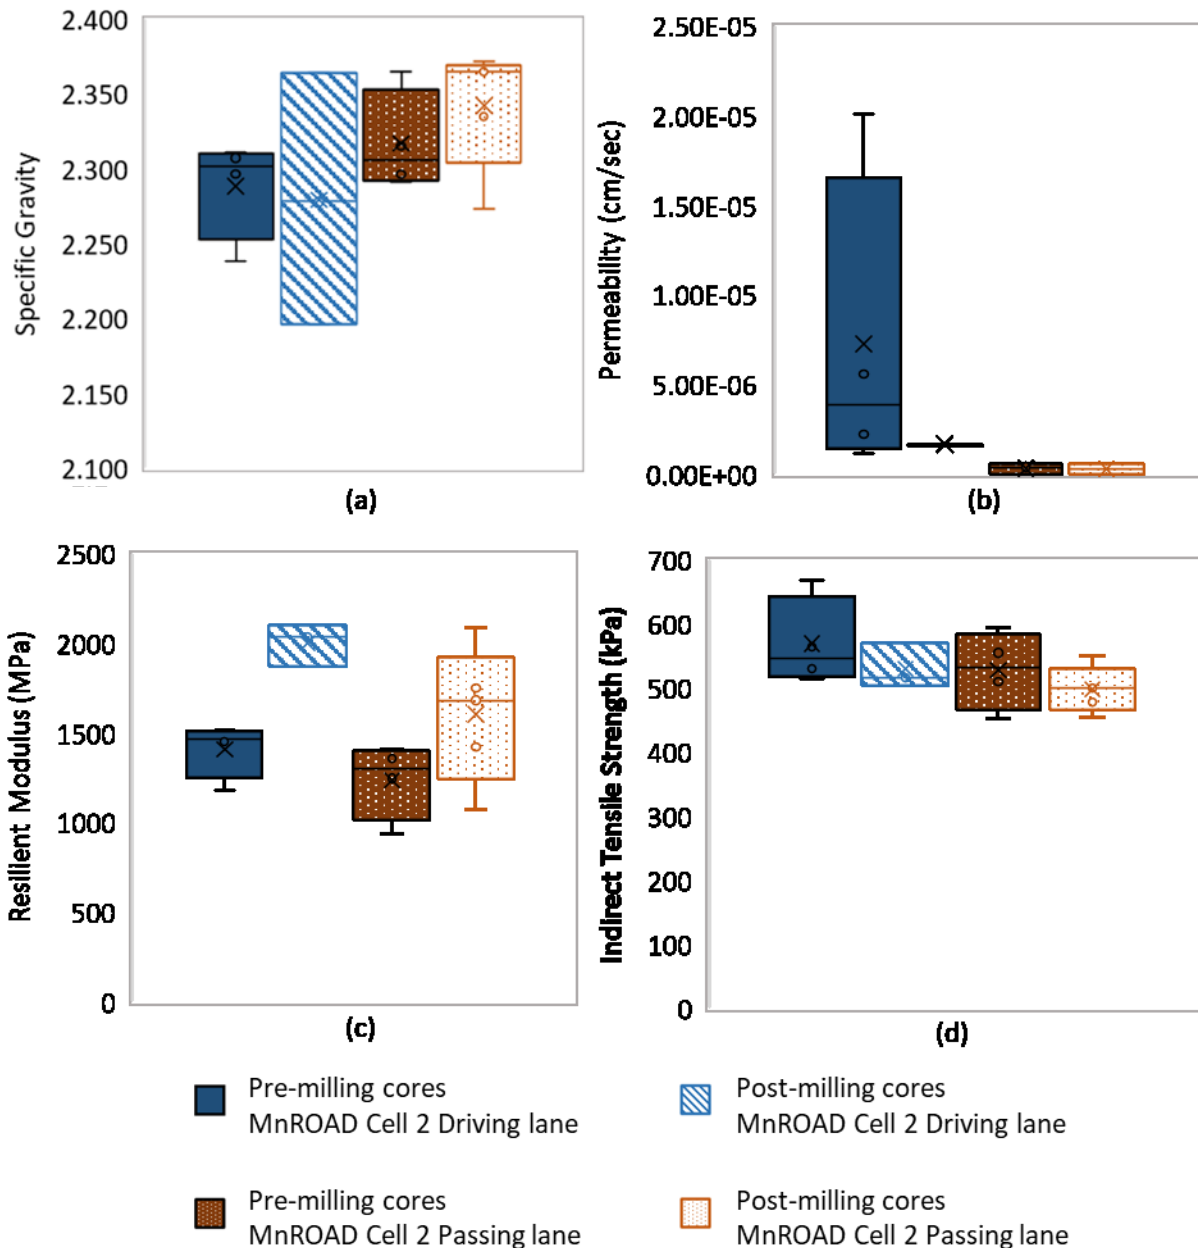 Specific Gravity
2.400
2.350
2.300
2.250
2.200
2.150
2.100
(a)
Permeability (cm/sec)
2.50E-05
2.00E-05
1.50E-05
1.00E-05
5.00E-06
0.00E+00
(b)
Resilient Modulus (MPa)
2500
2000
1500
1000
500
0
(c)
Indirect Tensile Strength (kPa)
700
600
500
400
300
200
100
0
(d)
Pre-milling cores
MnROAD Cell 2 Driving lane
Post-milling cores
MnROAD Cell 2 Driving lane
Pre-milling cores
MnROAD Cell 2 Passing lane
Post-milling cores
MnROAD Cell 2 Passing lane